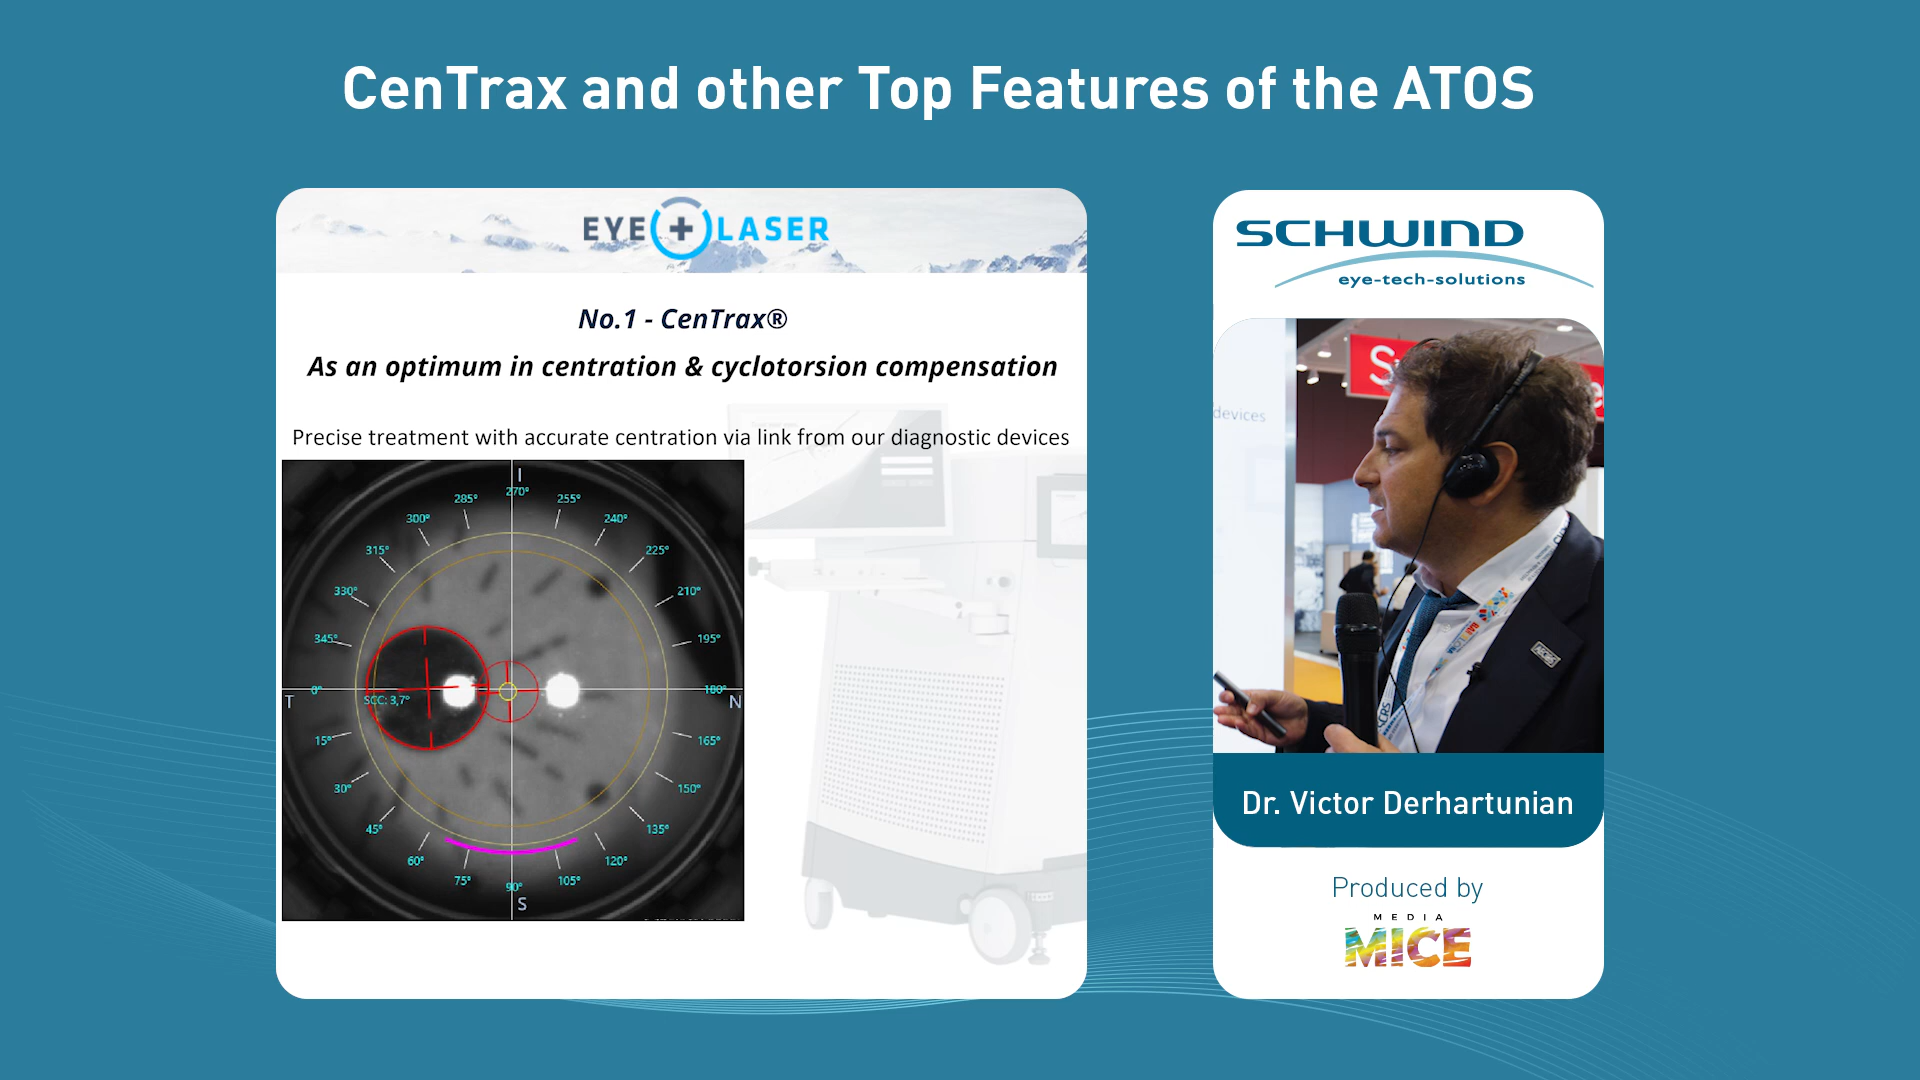 CenTrax and other Top Features of the ATOS
EYE LASER
No.1 - CenTrax®
As an optimum in centration & cyclotorsion compensation
Precise treatment with accurate centration via link from our diagnostic devices
I
270°
285°
255°
300°
240°
315°
225°
330°
210°
345°
195°
0°
180°
SCC: 3,7°
T
N
15°
165°
30°
150°
45°
135°
60°
120°
75°
105°
90°
S
SCHWIND
eye-tech-solutions
devices
Dr. Victor Derhartunian
Produced by
MEDIA
MICE